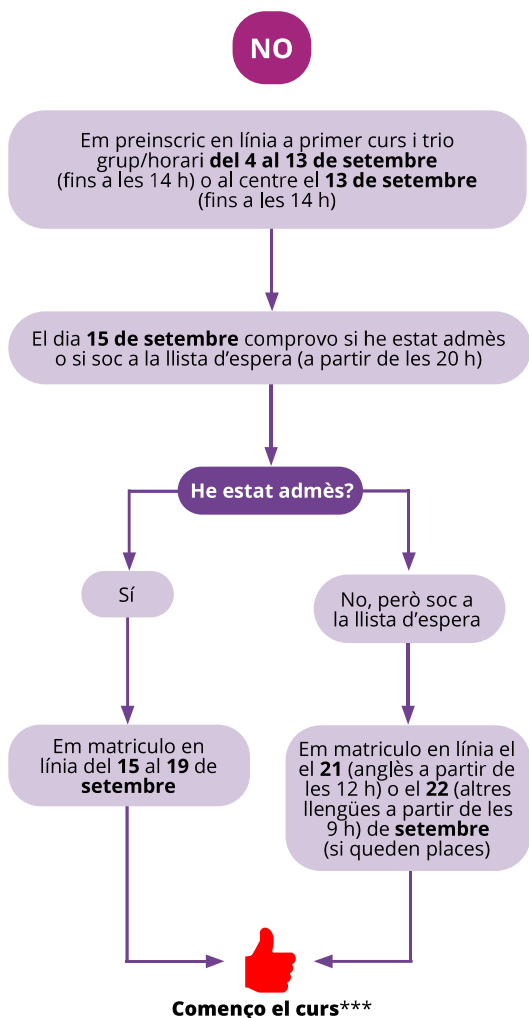 NO
Em preinscric en línia a primer curs i trio
grup/horari del 4 al 13 de setembre
(fins a les 14 h) o al centre el 13 de setembre
(fins a les 14 h)
El dia 15 de setembre comprovo si he estat admès
o si soc a la llista d’espera (a partir de les 20 h)
He estat admès?
Sí
No, però soc a
la llista d’espera
Em matriculo en
línia del 15 al 19 de
setembre
Em matriculo en línia el
el 21 (anglès a partir de
les 12 h) o el 22 (altres
llengües a partir de les
9 h) de setembre
(si queden places)
Començo el curs***